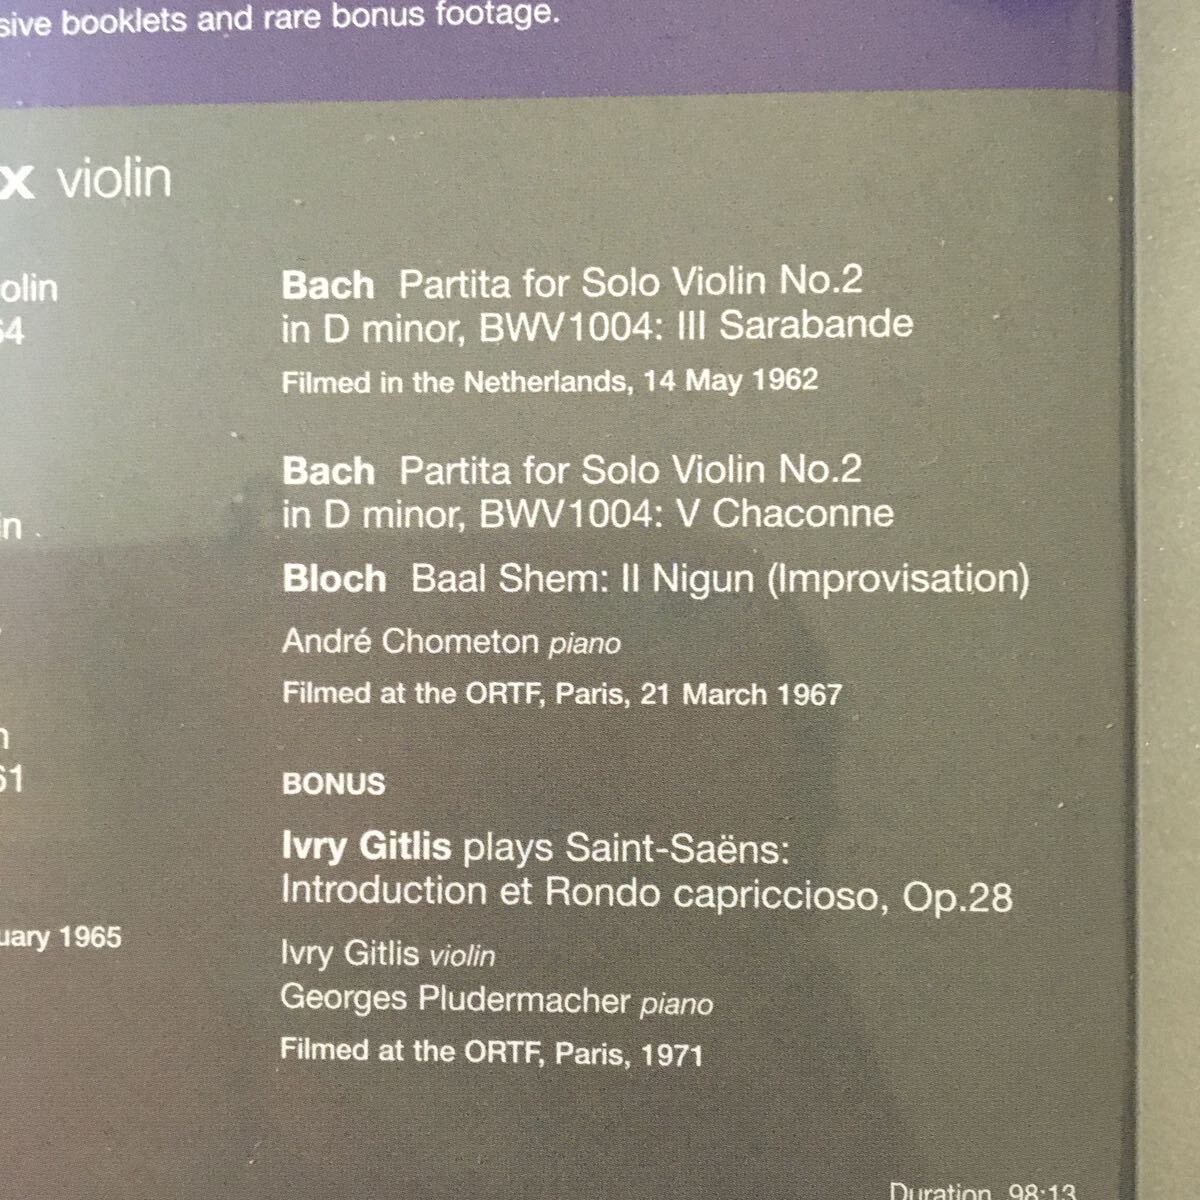 booklets and rare bonus footage.
violin
64
61
1965
Bach Partita for Solo Violin No.2
in D minor, BWV1004: III Sarabande
Filmed in the Netherlands, 14 May 1962
Bach Partita for Solo Violin No.2
in D minor, BWV1004: V Chaconne
Bloch Baal Shem: II Nigun (Improvisation)
André Chometon piano
Filmed at the ORTF, Paris, 21 March 1967
BONUS
Ivry Gitlis plays Saint-Saëns:
Introduction et Rondo capriccioso, Op.28
Ivry Gitlis violin
Georges Pludermacher piano
Filmed at the ORTF, Paris, 1971
Duration 98:13